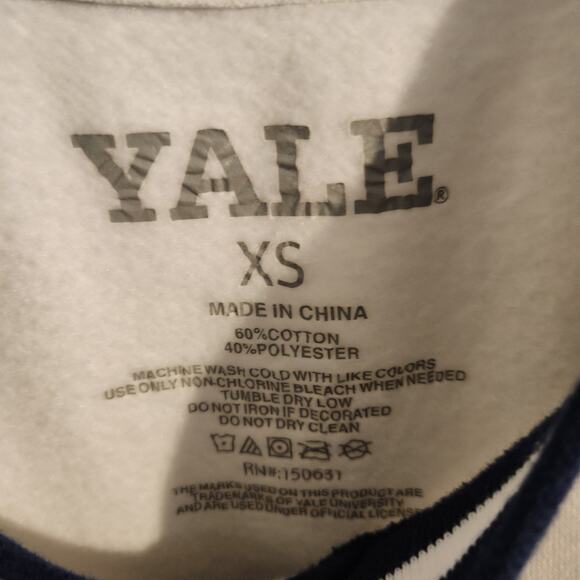 YALE®
XS
MADE IN CHINA
60%COTTON
40%POLYESTER
MACHINE WASH COLD WITH LIKE COLORS
USE ONLY NON-CHLORINE BLEACH WHEN NEEDED
TUMBLE DRY LOW
DO NOT IRON IF DECORATED
DO NOT DRY CLEAN
RN#:150631
THE MARKS USED ON THIS PRODUCT ARE
TRADEMARKS OF YALE UNIVERSITY
AND ARE USED UNDER OFFICIAL LICENSE